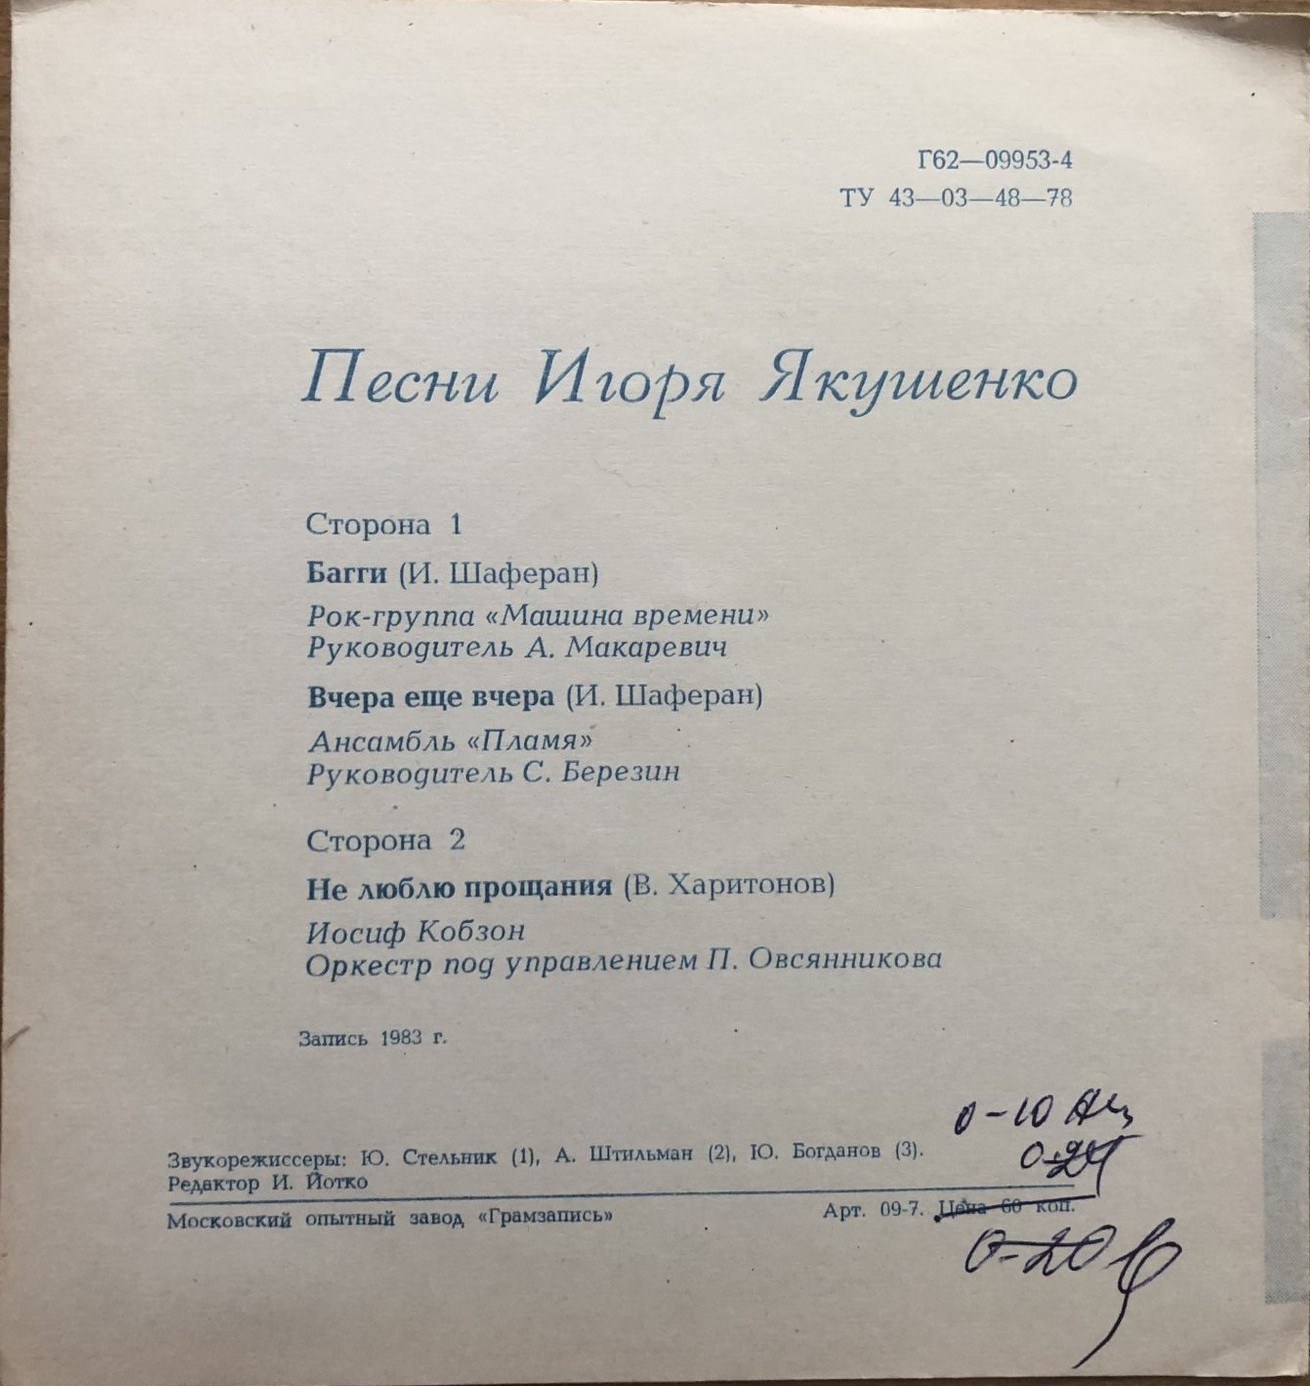 Г62—09953-4
ТУ 43—03—48—78
Песни Игоря Якушенко
Сторона 1
Багги (И. Шаферан)
Рок-группа «Машина времени»
Руководитель А. Макаревич
Вчера еще вчера (И. Шаферан)
Ансамбль «Пламя»
Руководитель С. Березин
Сторона 2
Не люблю прощания (В. Харитонов)
Иосиф Кобзон
Оркестр под управлением П. Овсянникова
Запись 1983 г.
0-10
Звукорежиссеры: Ю. Стельник (1), А. Штильман (2), Ю. Богданов (3).
Редактор И. Йотко
Московский опытный завод «Грамзапись» Арт. 09-7. Цена 60 коп.
0-20